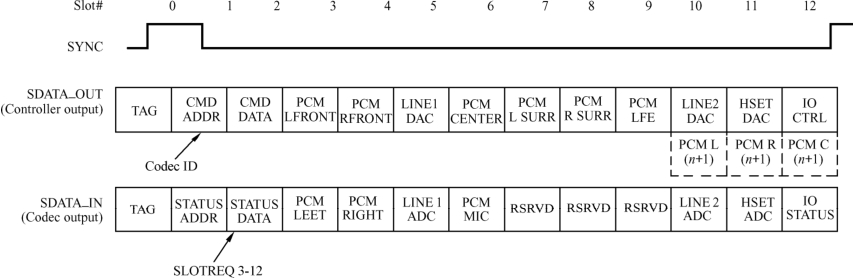 Slot# 0 1 2 3 4 5 6 7 8 9 10 11 12
SYNC
SDATA_OUT
(Controller output)
TAG
CMD
ADDR
CMD
DATA
PCM
LFRONT
PCM
RFRONT
LINE1
DAC
PCM
CENTER
PCM
L SURR
PCM
R SURR
PCM
LFE
LINE2
DAC
HSET
DAC
IO
CTRL
Codec ID
PCM L
(n+1)
PCM R
(n+1)
PCM C
(n+1)
SDATA_IN
(Codec output)
TAG
STATUS
ADDR
STATUS
DATA
PCM
LEET
PCM
RIGHT
LINE 1
ADC
PCM
MIC
RSRVD
RSRVD
RSRVD
LINE 2
ADC
HSET
ADC
IO
STATUS
SLOTREQ 3-12